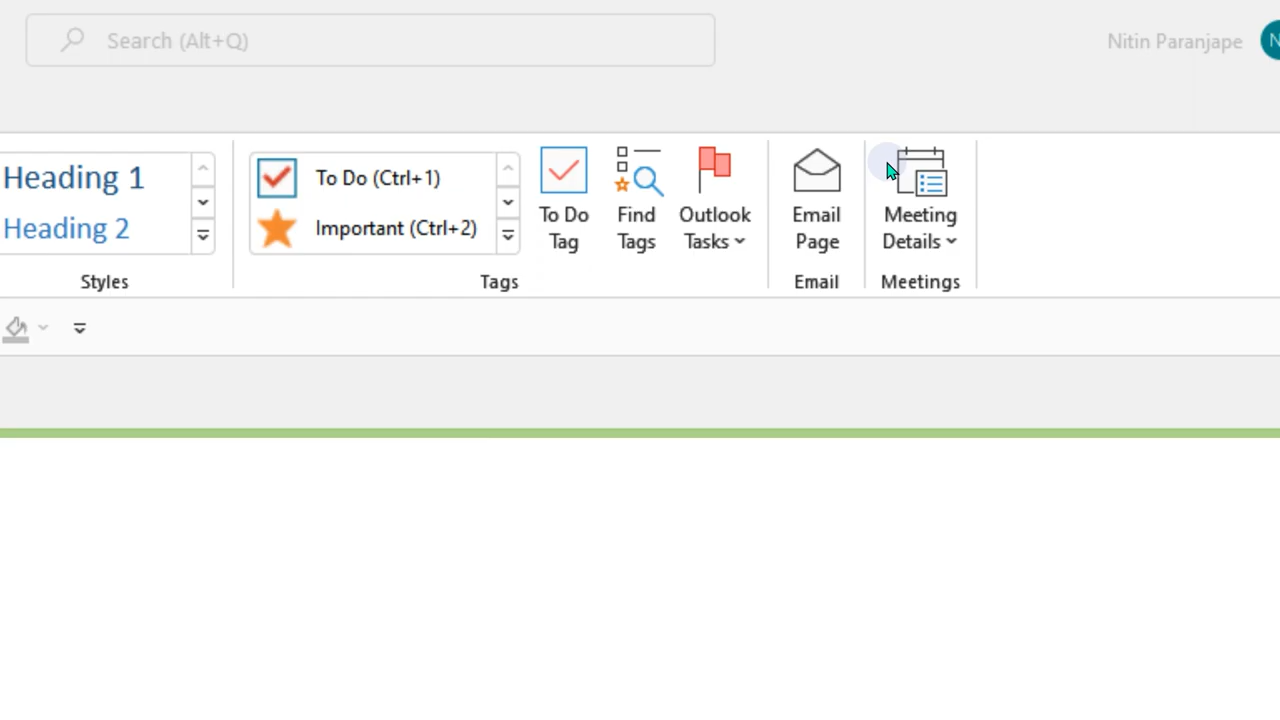 Search (Alt+Q)
Nitin Paranjape
N
Heading 1
Heading 2
Styles
To Do (Ctrl+1)
Important (Ctrl+2)
To Do
Tag
Find
Tags
Outlook
Tasks
Tags
Email
Page
Email
Meeting
Details
Meetings